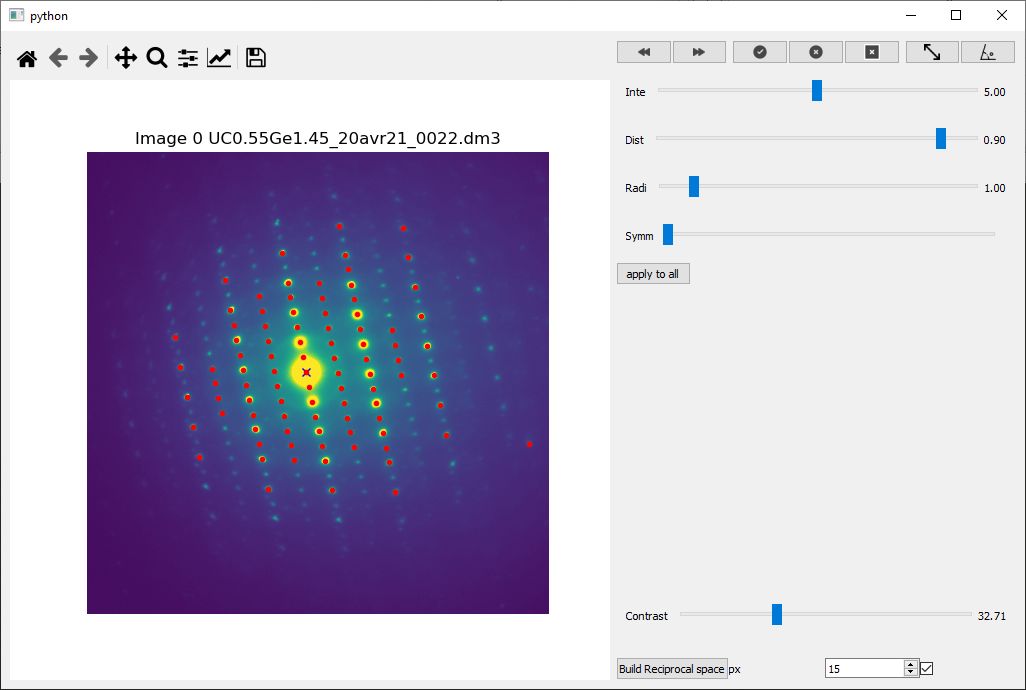 python
Image 0 UC0.55Ge1.45_20avr21_0022.dm3
Inte 5.00
Dist 0.90
Radi 1.00
Symm
apply to all
Contrast 32.71
Build Reciprocal space px 15